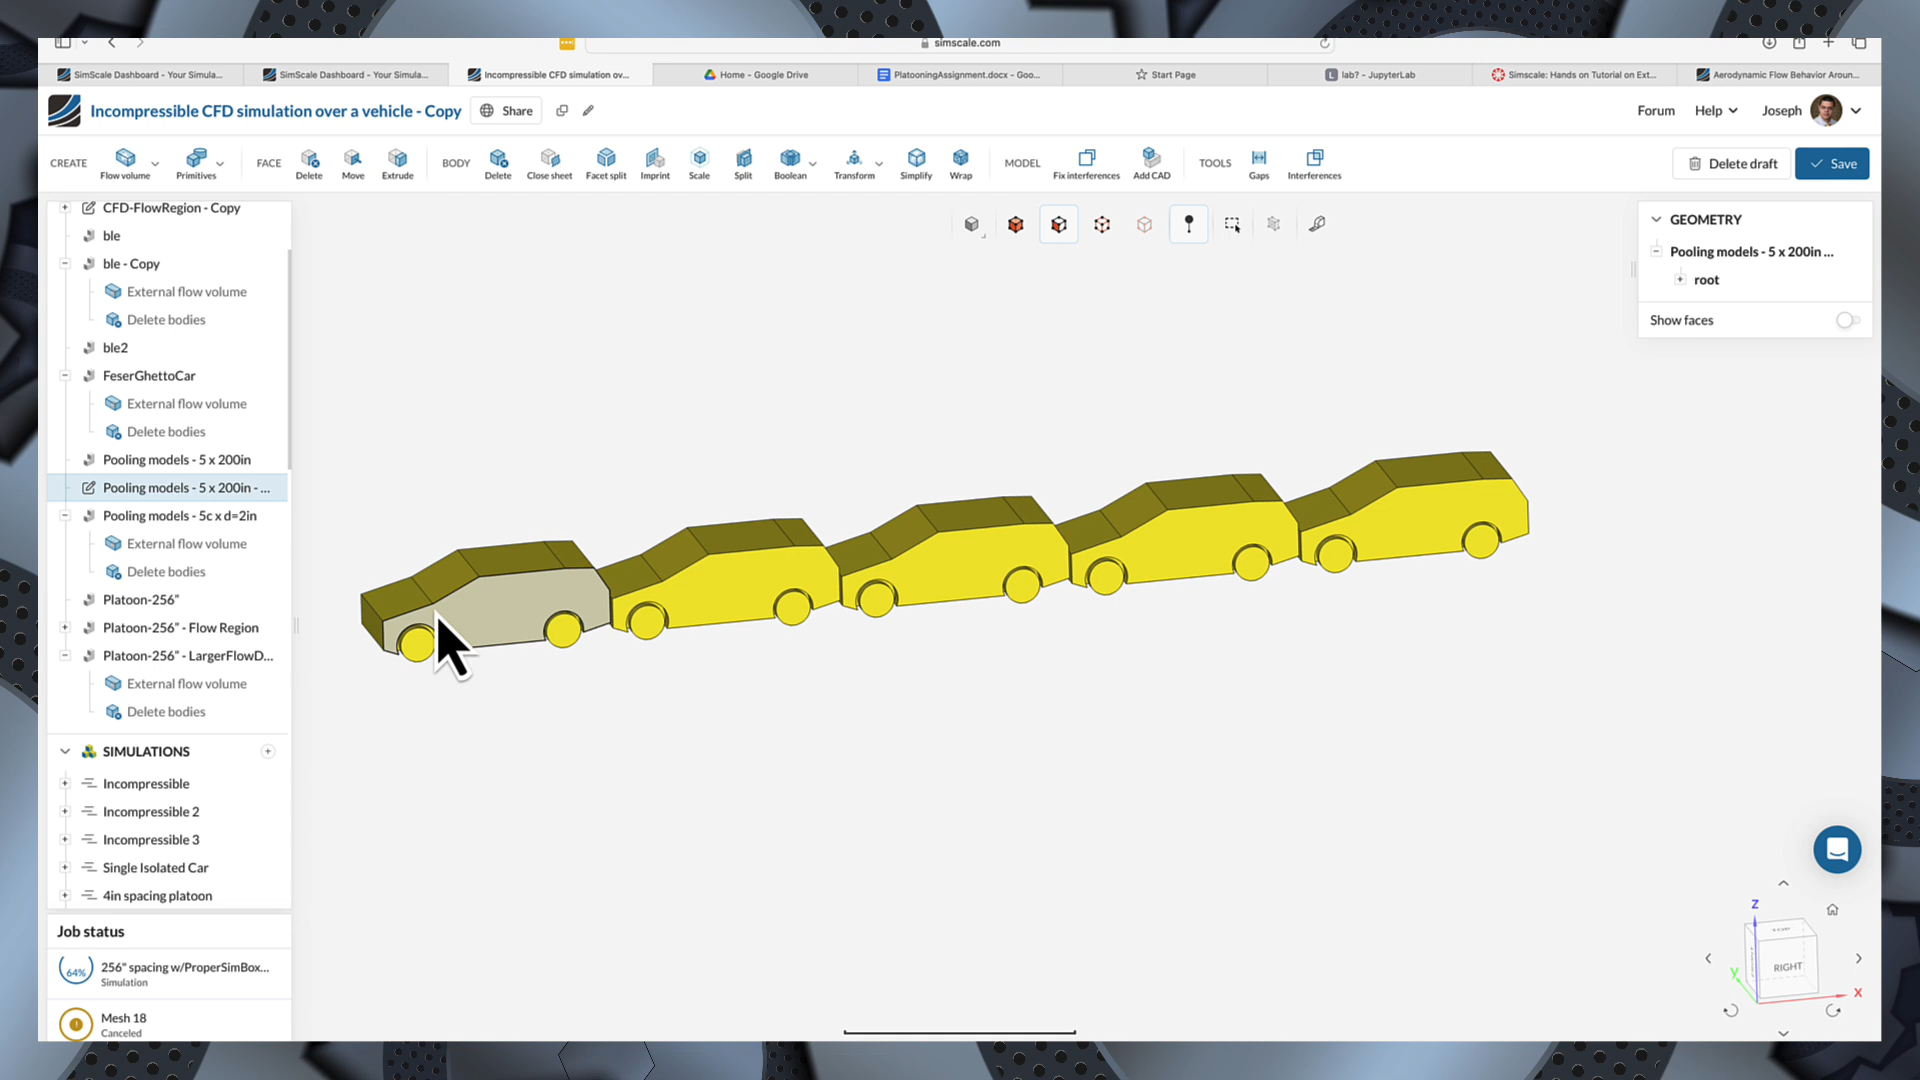 simscale.com
SimScale Dashboard - Your Simula...
SimScale Dashboard - Your Simula...
Incompressible CFD simulation ov...
Home - Google Drive
PlatooningAssignment.docx - Goo...
Start Page
L lab? - JupyterLab
Simscale: Hands on Tutorial on Ext...
Aerodynamic Flow Behavior Aroun...
Incompressible CFD simulation over a vehicle - Copy
Share
Forum
Help
Joseph
CREATE
Flow volume
Primitives
FACE
Delete
Move
Extrude
BODY
Delete
Close sheet
Facet split
Imprint
Scale
Split
Boolean
Transform
Simplify
Wrap
MODEL
Fix interferences
Add CAD
TOOLS
Gaps
Interferences
Delete draft
Save
CFD-FlowRegion - Copy
ble
ble - Copy
External flow volume
Delete bodies
ble2
FeserGhettoCar
External flow volume
Delete bodies
Pooling models - 5 x 200in
Pooling models - 5 x 200in - ...
Pooling models - 5c x d=2in
External flow volume
Delete bodies
Platoon-256"
Platoon-256" - Flow Region
Platoon-256" - LargerFlowD...
External flow volume
Delete bodies
SIMULATIONS
Incompressible
Incompressible 2
Incompressible 3
Single Isolated Car
4in spacing platoon
Job status
64%
256" spacing w/ProperSimBox...
Simulation
Mesh 18
Canceled
GEOMETRY
Pooling models - 5 x 200in ...
root
Show faces
Z
TOP
RIGHT
Y
X